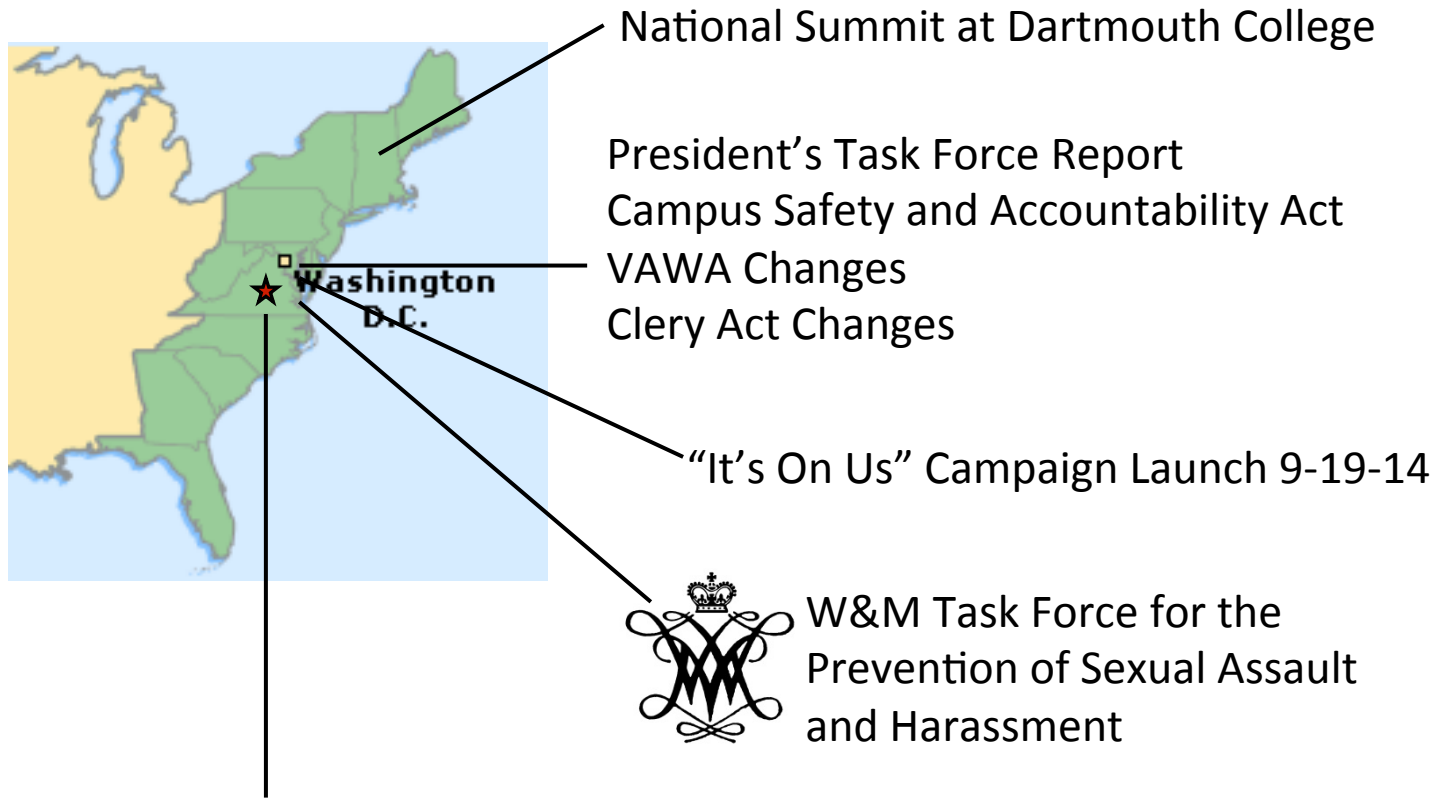 National Summit at Dartmouth College
President’s Task Force Report
Campus Safety and Accountability Act
VAWA Changes
Clery Act Changes
Washington
D.C.
“It’s On Us” Campaign Launch 9-19-14
W&M Task Force for the
Prevention of Sexual Assault
and Harassment